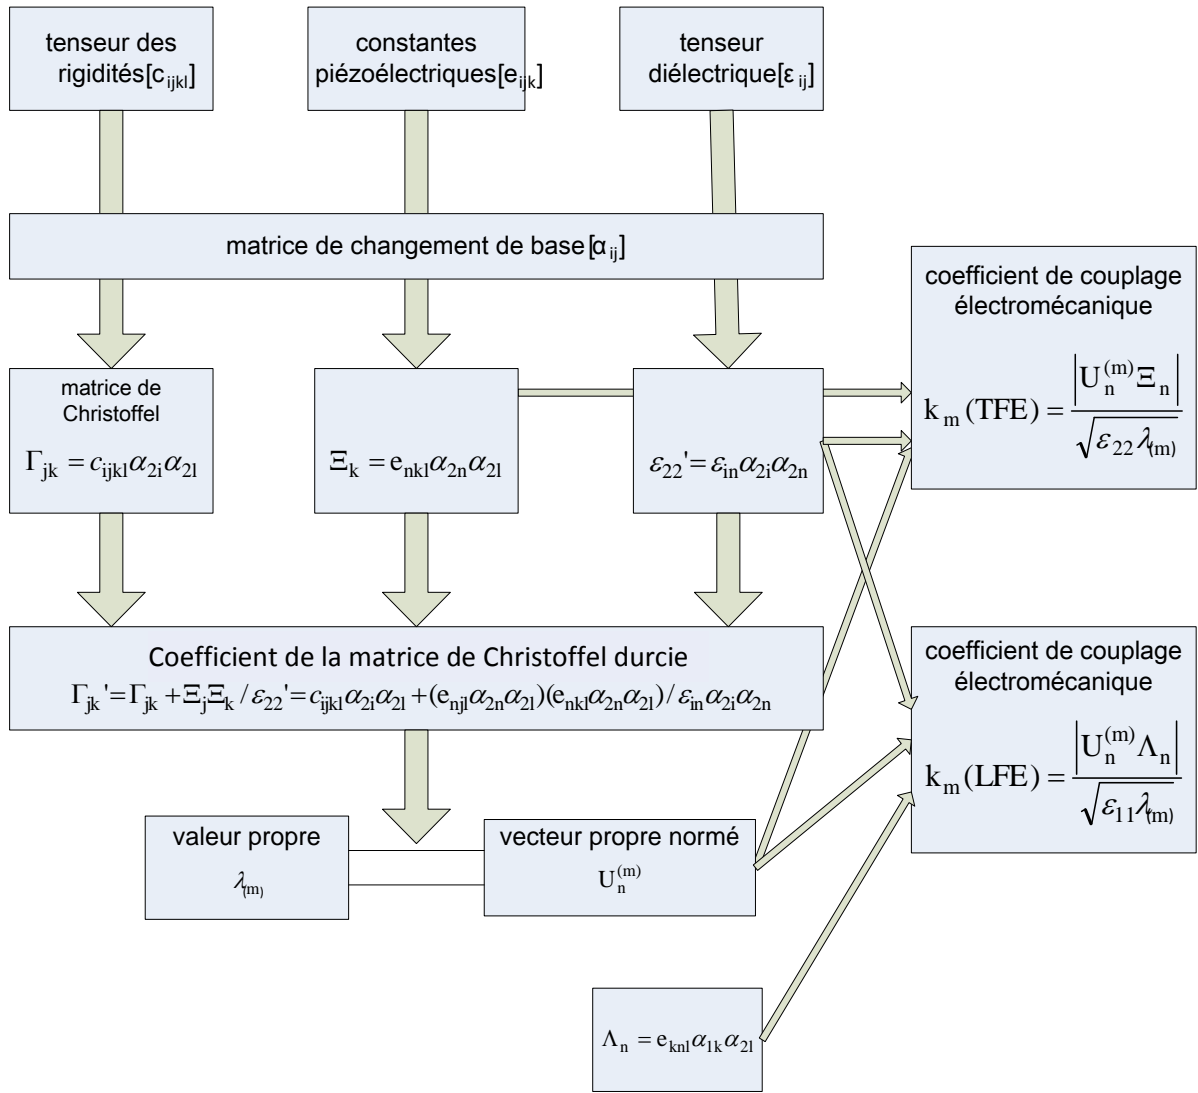 tenseur des
rigidités[c_ijkl]
constantes
piézoélectriques[e_ijk]
tenseur
diélectrique[ε_ij]
matrice de changement de base[α_ij]
matrice de
Christoffel
Γ_jk = c_ijkl α_2i α_2l
Ξ_k = e_nkl α_2n α_2l
ε_22' = ε_in α_2i α_2n
coefficient de couplage
électromécanique
k_m (TFE) = |U_n^(m) Ξ_n| / √(ε_22 λ_(m))
Coefficient de la matrice de Christoffel durcie
Γ_jk' = Γ_jk + Ξ_j Ξ_k / ε_22' = c_ijkl α_2i α_2l + (e_njl α_2n α_2l)(e_nkl α_2n α_2l) / ε_in α_2i α_2n
coefficient de couplage
électromécanique
k_m (LFE) = |U_n^(m) Λ_n| / √(ε_11 λ_(m))
valeur propre
λ_(m)
vecteur propre normé
U_n^(m)
Λ_n = e_knl α_1k α_2l